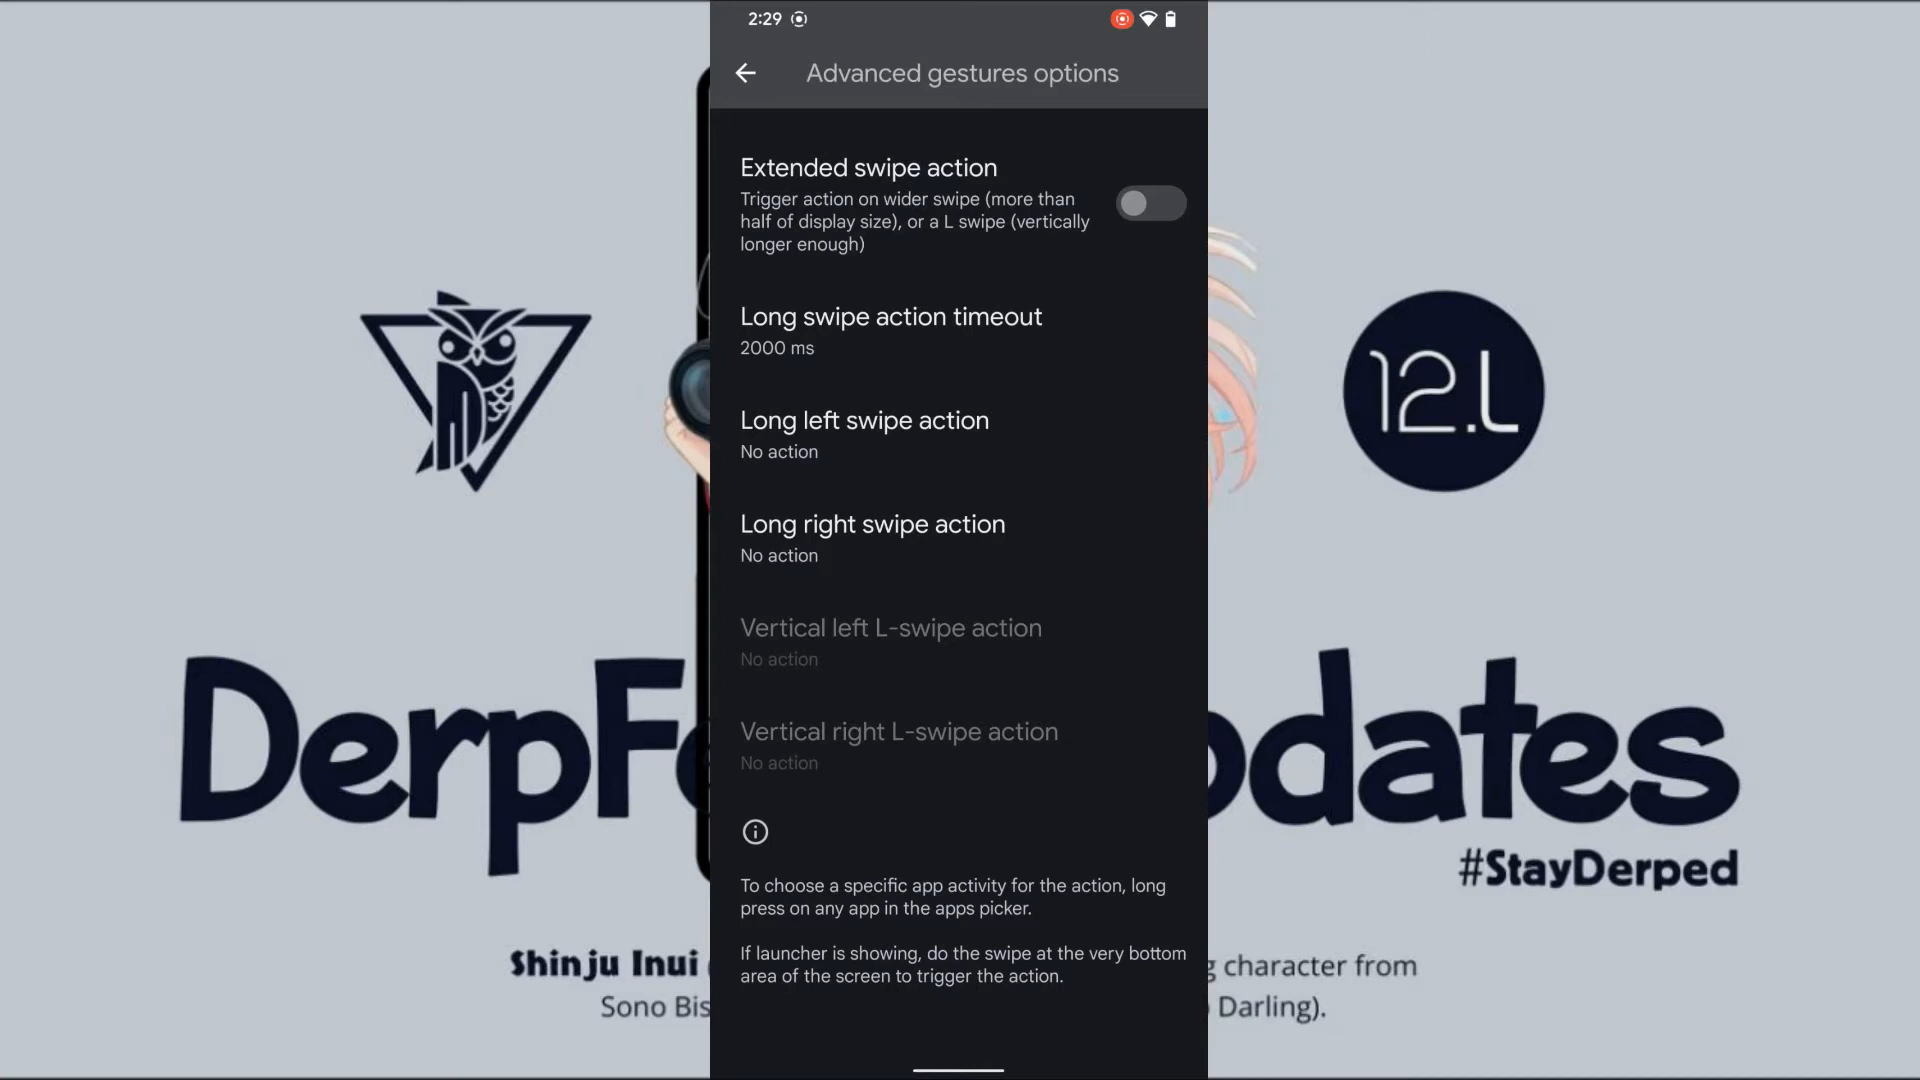 2:29
Advanced gestures options
Extended swipe action
Trigger action on wider swipe (more than
half of display size), or a L swipe (vertically
longer enough)
Long swipe action timeout
2000 ms
Long left swipe action
No action
Long right swipe action
No action
Vertical left L-swipe action
No action
Vertical right L-swipe action
No action
To choose a specific app activity for the action, long
press on any app in the apps picker.
If launcher is showing, do the swipe at the very bottom
area of the screen to trigger the action.
12.L
DerpF
dates
#StayDerped
Shinju Inui
character from
Sono Bis
Darling).